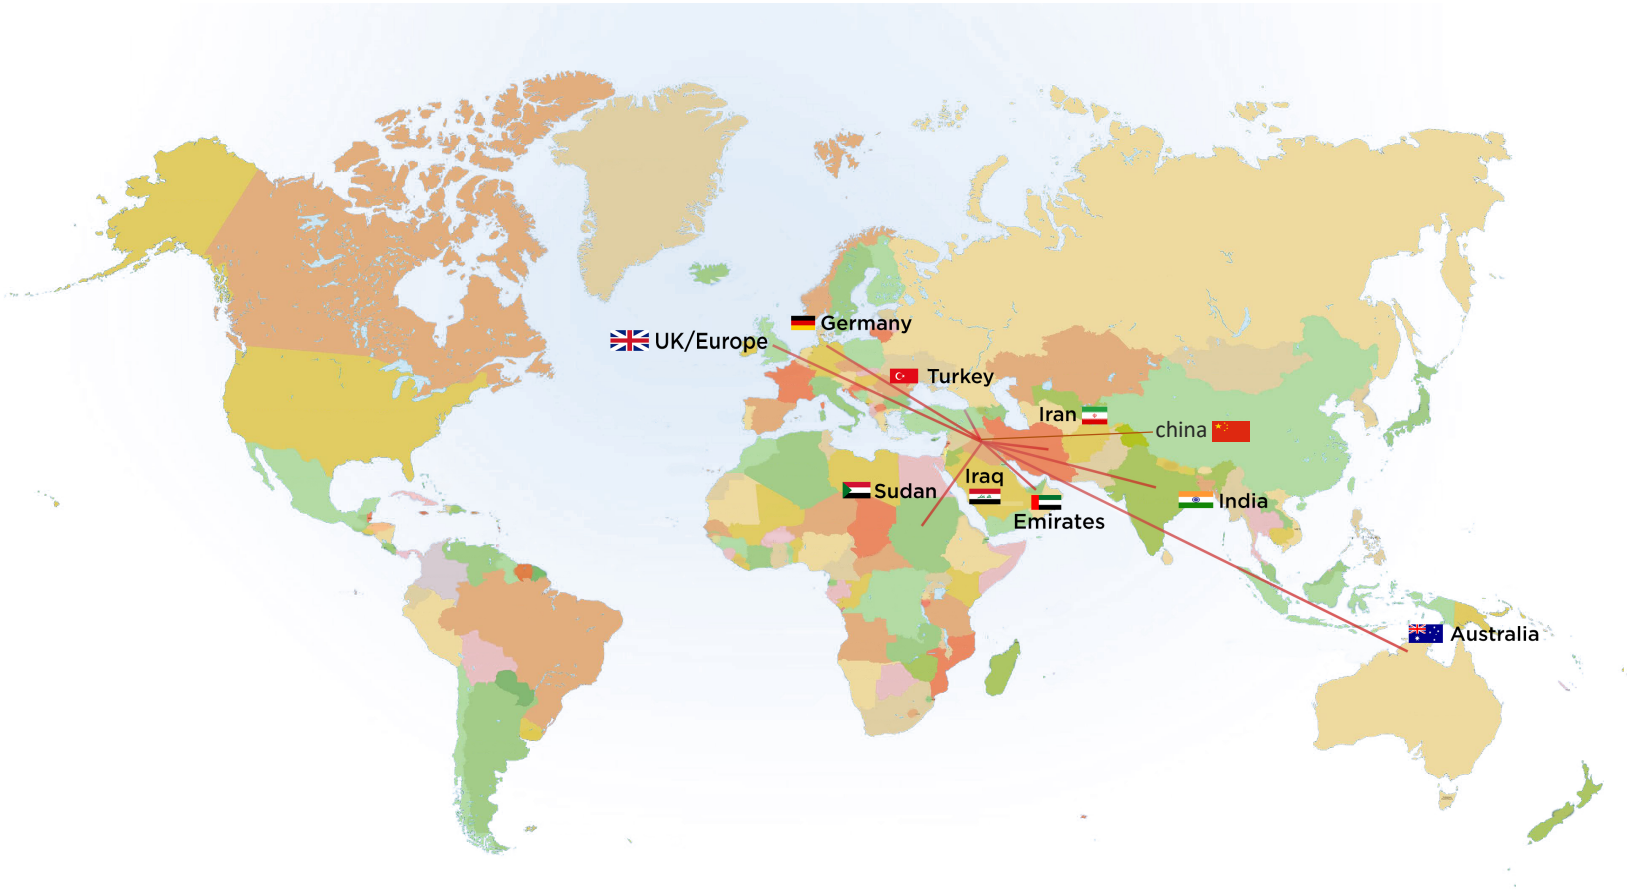 Germany
UK/Europe
Turkey
Iran
china
Iraq
Sudan
India
Emirates
Australia